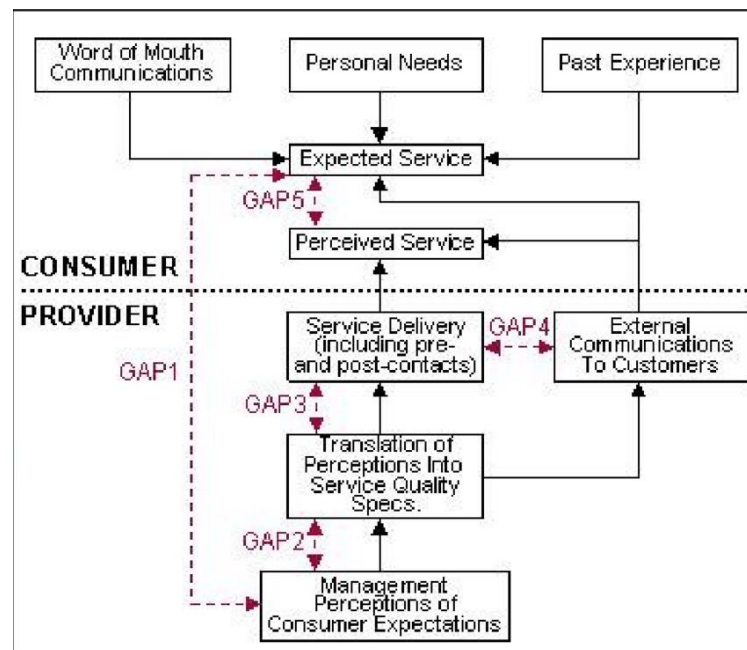 Word of Mouth
Communications
Personal Needs
Past Experience
Expected Service
GAP5
Perceived Service
CONSUMER
PROVIDER
Service Delivery
(including pre-
and post-contacts)
GAP4
External
Communications
To Customers
GAP1
GAP3
Translation of
Perceptions Into
Service Quality
Specs.
GAP2
Management
Perceptions of
Consumer Expectations